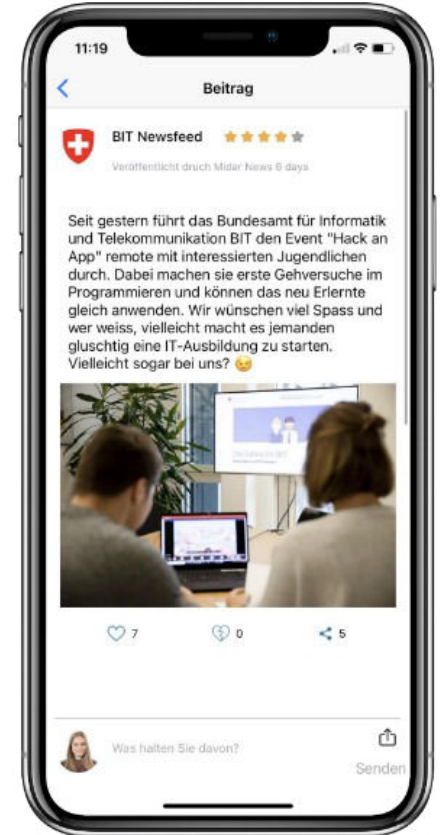 11:19
Beitrag
BIT Newsfeed
Veröffentlicht druch Midar News 6 days
Seit gestern führt das Bundesamt für Informatik
und Telekommunikation BIT den Event "Hack an
App" remote mit interessierten Jugendlichen
durch. Dabei machen sie erste Gehversuche im
Programmieren und können das neu Erlernte
gleich anwenden. Wir wünschen viel Spass und
wer weiss, vielleicht macht es jemanden
gluschtig eine IT-Ausbildung zu starten.
Vielleicht sogar bei uns? 😉
7 0 5
Was halten Sie davon?
Senden